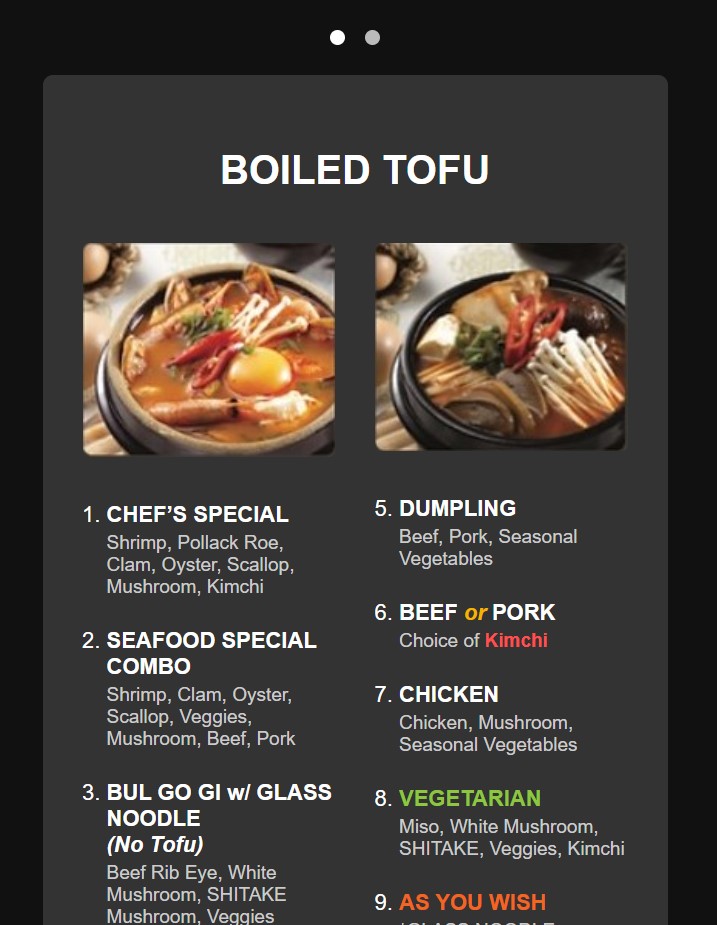 BOILED TOFU
1. CHEF’S SPECIAL
Shrimp, Pollack Roe,
Clam, Oyster, Scallop,
Mushroom, Kimchi
2. SEAFOOD SPECIAL
COMBO
Shrimp, Clam, Oyster,
Scallop, Veggies,
Mushroom, Beef, Pork
3. BUL GO GI w/ GLASS
NOODLE
(No Tofu)
Beef Rib Eye, White
Mushroom, SHITAKE
Mushroom, Veggies
5. DUMPLING
Beef, Pork, Seasonal
Vegetables
6. BEEF or PORK
Choice of Kimchi
7. CHICKEN
Chicken, Mushroom,
Seasonal Vegetables
8. VEGETARIAN
Miso, White Mushroom,
SHITAKE, Veggies, Kimchi
9. AS YOU WISH